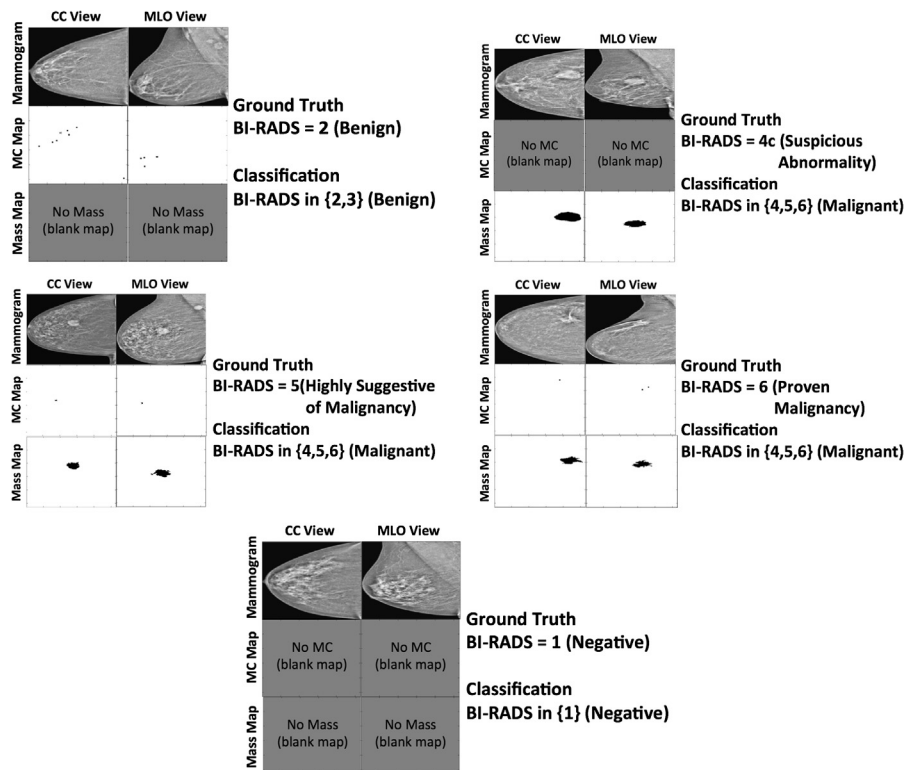 CC View MLO View
Mammogram
MC Map
Mass Map
No Mass
(blank map)
No Mass
(blank map)
Ground Truth
BI-RADS = 2 (Benign)
Classification
BI-RADS in {2,3} (Benign)
CC View MLO View
Mammogram
MC Map
Mass Map
No MC
(blank map)
No MC
(blank map)
Ground Truth
BI-RADS = 4c (Suspicious
Abnormality)
Classification
BI-RADS in {4,5,6} (Malignant)
CC View MLO View
Mammogram
MC Map
Mass Map
Ground Truth
BI-RADS = 5(Highly Suggestive
of Malignancy)
Classification
BI-RADS in {4,5,6} (Malignant)
CC View MLO View
Mammogram
MC Map
Mass Map
Ground Truth
BI-RADS = 6 (Proven
Malignancy)
Classification
BI-RADS in {4,5,6} (Malignant)
CC View MLO View
Mammogram
MC Map
Mass Map
No MC
(blank map)
No MC
(blank map)
No Mass
(blank map)
No Mass
(blank map)
Ground Truth
BI-RADS = 1 (Negative)
Classification
BI-RADS in {1} (Negative)